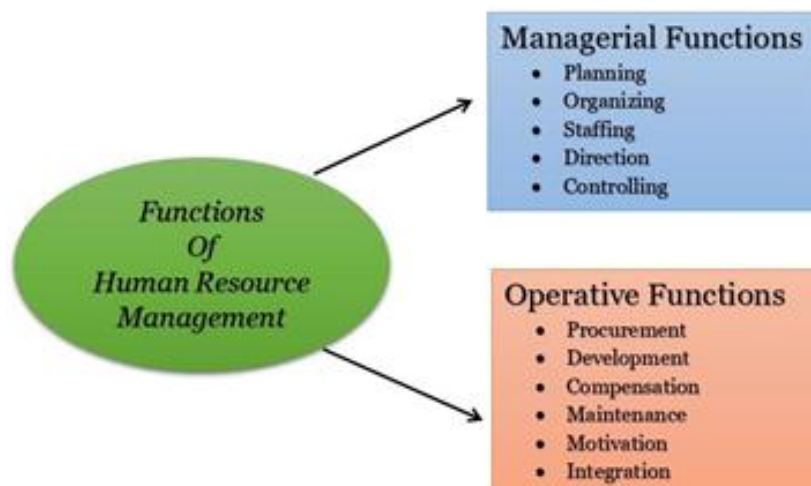 Functions
Of
Human Resource
Management
Managerial Functions
• Planning
• Organizing
• Staffing
• Direction
• Controlling
Operative Functions
• Procurement
• Development
• Compensation
• Maintenance
• Motivation
• Integration